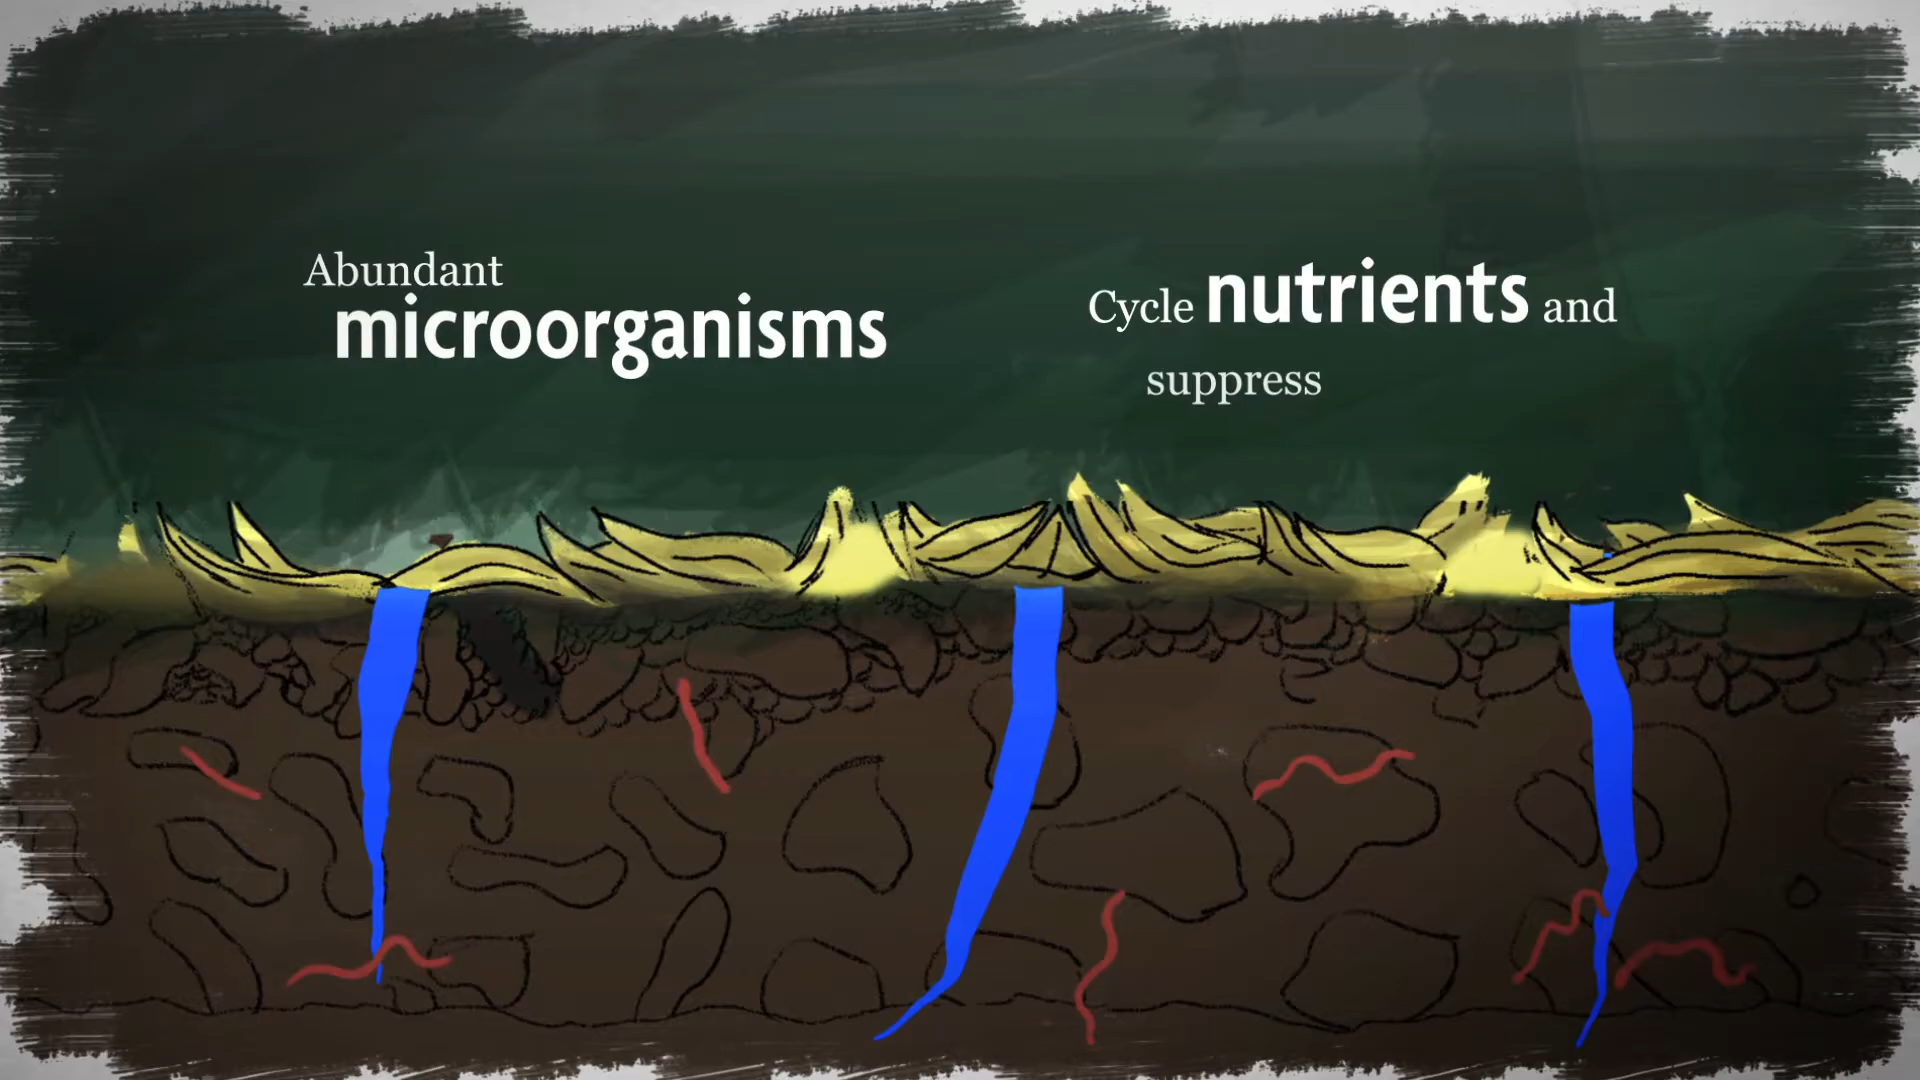 Abundant
microorganisms
Cycle nutrients and
suppress